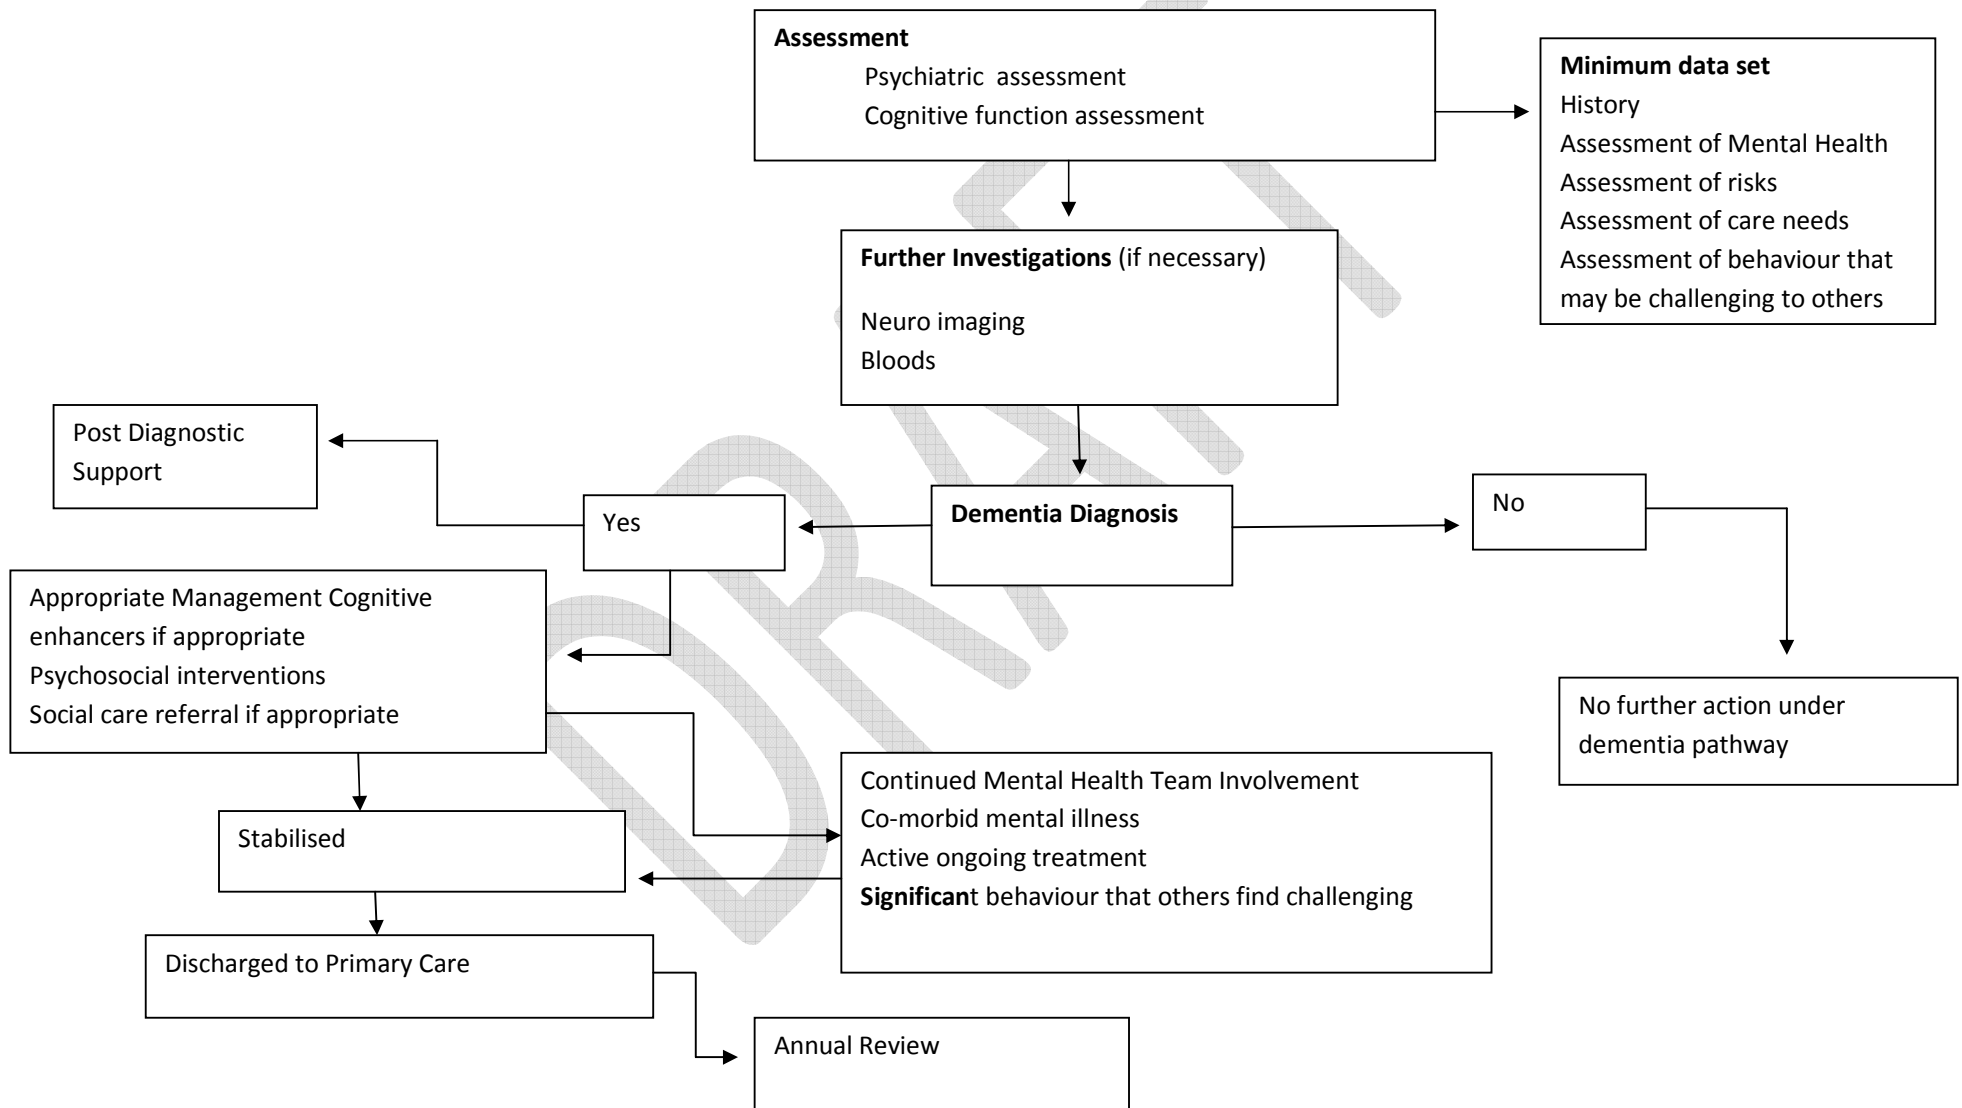 Assessment
Psychiatric assessment
Cognitive function assessment
Minimum data set
History
Assessment of Mental Health
Assessment of risks
Assessment of care needs
Assessment of behaviour that
may be challenging to others
Further Investigations (if necessary)
Neuro imaging
Bloods
Post Diagnostic
Support
Yes
Dementia Diagnosis
No
Appropriate Management Cognitive
enhancers if appropriate
Psychosocial interventions
Social care referral if appropriate
No further action under
dementia pathway
Continued Mental Health Team Involvement
Co-morbid mental illness
Active ongoing treatment
Significant behaviour that others find challenging
Stabilised
Discharged to Primary Care
Annual Review
DRAFT